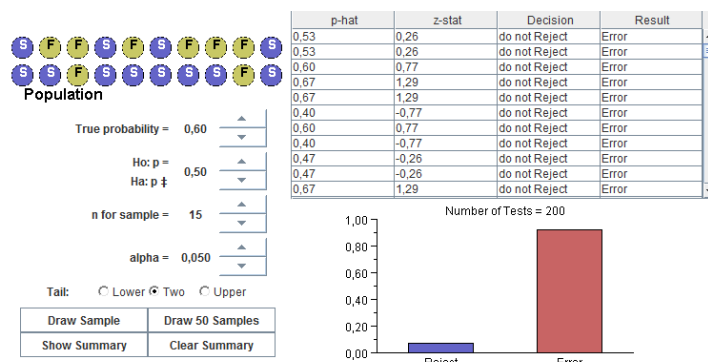 S F F S F S F F F S
S S F S S S S S F S
Population
True probability = 0,60
Ho: p =
0,50
Ha: p ‡
n for sample = 15
alpha = 0,050
Tail: Lower Two Upper
Draw Sample Draw 50 Samples
Show Summary Clear Summary
p-hat z-stat Decision Result
0,53 0,26 do not Reject Error
0,53 0,26 do not Reject Error
0,60 0,77 do not Reject Error
0,67 1,29 do not Reject Error
0,67 1,29 do not Reject Error
0,40 -0,77 do not Reject Error
0,60 0,77 do not Reject Error
0,40 -0,77 do not Reject Error
0,47 -0,26 do not Reject Error
0,47 -0,26 do not Reject Error
0,67 1,29 do not Reject Error
Number of Tests = 200
1,00
0,80
0,60
0,40
0,20
0,00
Reject Error